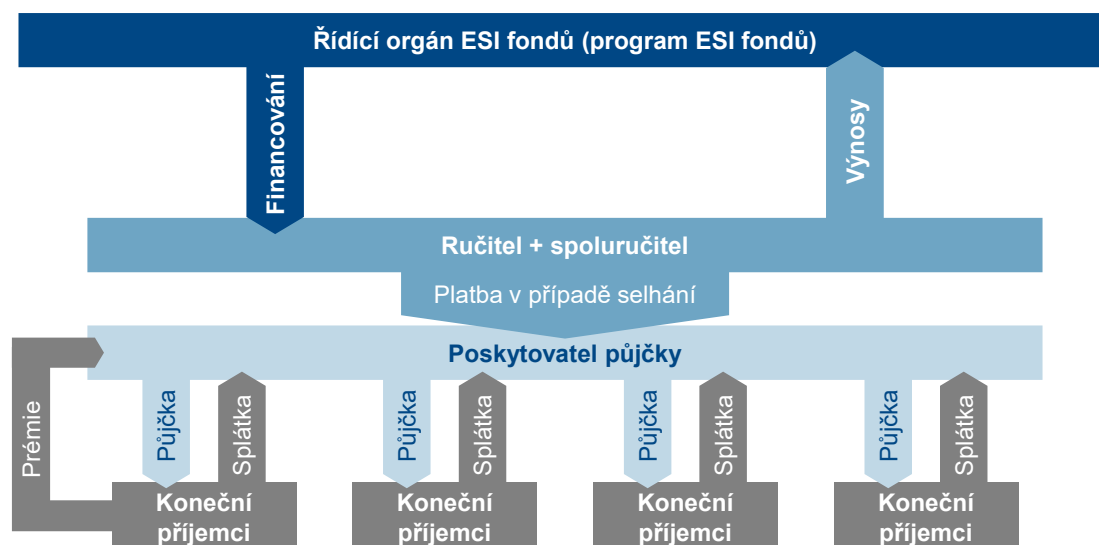 Řídící orgán ESI fondů (program ESI fondů)
Financování
Výnosy
Ručitel + spoluručitel
Platba v případě selhání
Poskytovatel půjčky
Prémie
Půjčka
Splátka
Půjčka
Splátka
Půjčka
Splátka
Půjčka
Splátka
Koneční
příjemci
Koneční
příjemci
Koneční
příjemci
Koneční
příjemci